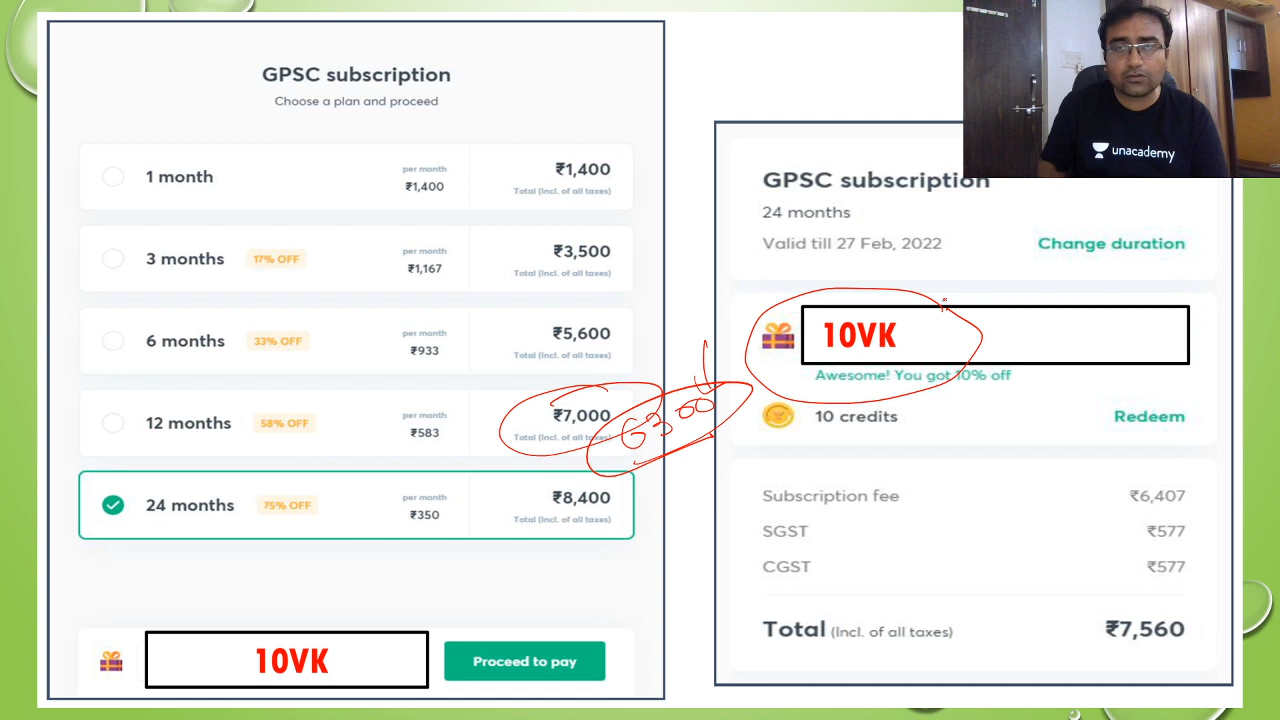 GPSC subscription
Choose a plan and proceed
1 month
per month
₹1,400
₹1,400
Total (Incl. of all taxes)
3 months
17% OFF
per month
₹1,167
₹3,500
Total (Incl. of all taxes)
6 months
33% OFF
per month
₹933
₹5,600
Total (Incl. of all taxes)
12 months
58% OFF
per month
₹583
₹7,000
Total (Incl. of all taxes)
6300
24 months
75% OFF
per month
₹350
₹8,400
Total (Incl. of all taxes)
10VK
Proceed to pay
unacademy
GPSC subscription
24 months
Valid till 27 Feb, 2022
Change duration
10VK
Awesome! You got 10% off
10 credits
Redeem
Subscription fee ₹6,407
SGST ₹577
CGST ₹577
Total (Incl. of all taxes) ₹7,560